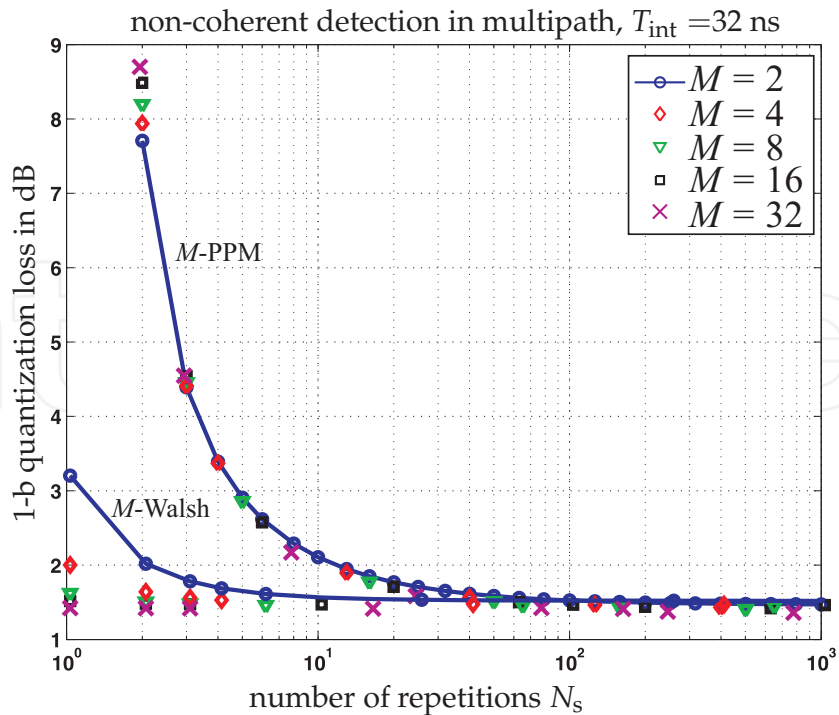 non-coherent detection in multipath, T_int =32 ns
9
8
7
6
5
4
3
2
1
1-b quantization loss in dB
M = 2
M = 4
M = 8
M = 16
M = 32
M-PPM
M-Walsh
10^0
10^1
10^2
10^3
number of repetitions N_s